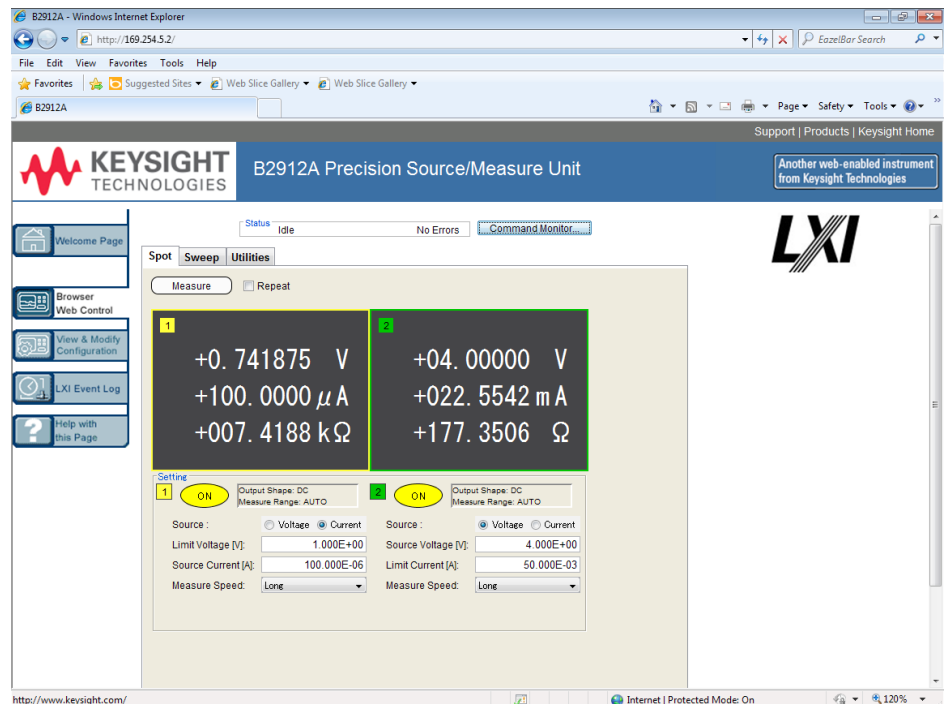 B2912A - Windows Internet Explorer
http://169.254.5.2/
EazelBar Search
File Edit View Favorites Tools Help
Favorites Suggested Sites Web Slice Gallery Web Slice Gallery
B2912A
Page Safety Tools
Support | Products | Keysight Home
KEYSIGHT
TECHNOLOGIES
B2912A Precision Source/Measure Unit
Another web-enabled instrument
from Keysight Technologies
Welcome Page
Browser
Web Control
View & Modify
Configuration
LXI Event Log
Help with
this Page
Status
Idle No Errors
Command Monitor...
LXI
Spot Sweep Utilities
Measure Repeat
1
+0.741875 V
+100.0000 μA
+007.4188 kΩ
2
+04.00000 V
+022.5542 mA
+177.3506 Ω
Setting
1 ON
Output Shape: DC
Measure Range: AUTO
Source : Voltage Current
Limit Voltage [V]: 1.000E+00
Source Current [A]: 100.000E-06
Measure Speed: Long
2 ON
Output Shape: DC
Measure Range: AUTO
Source : Voltage Current
Source Voltage [V]: 4.000E+00
Limit Current [A]: 50.000E-03
Measure Speed: Long
http://www.keysight.com/
Internet | Protected Mode: On
120%